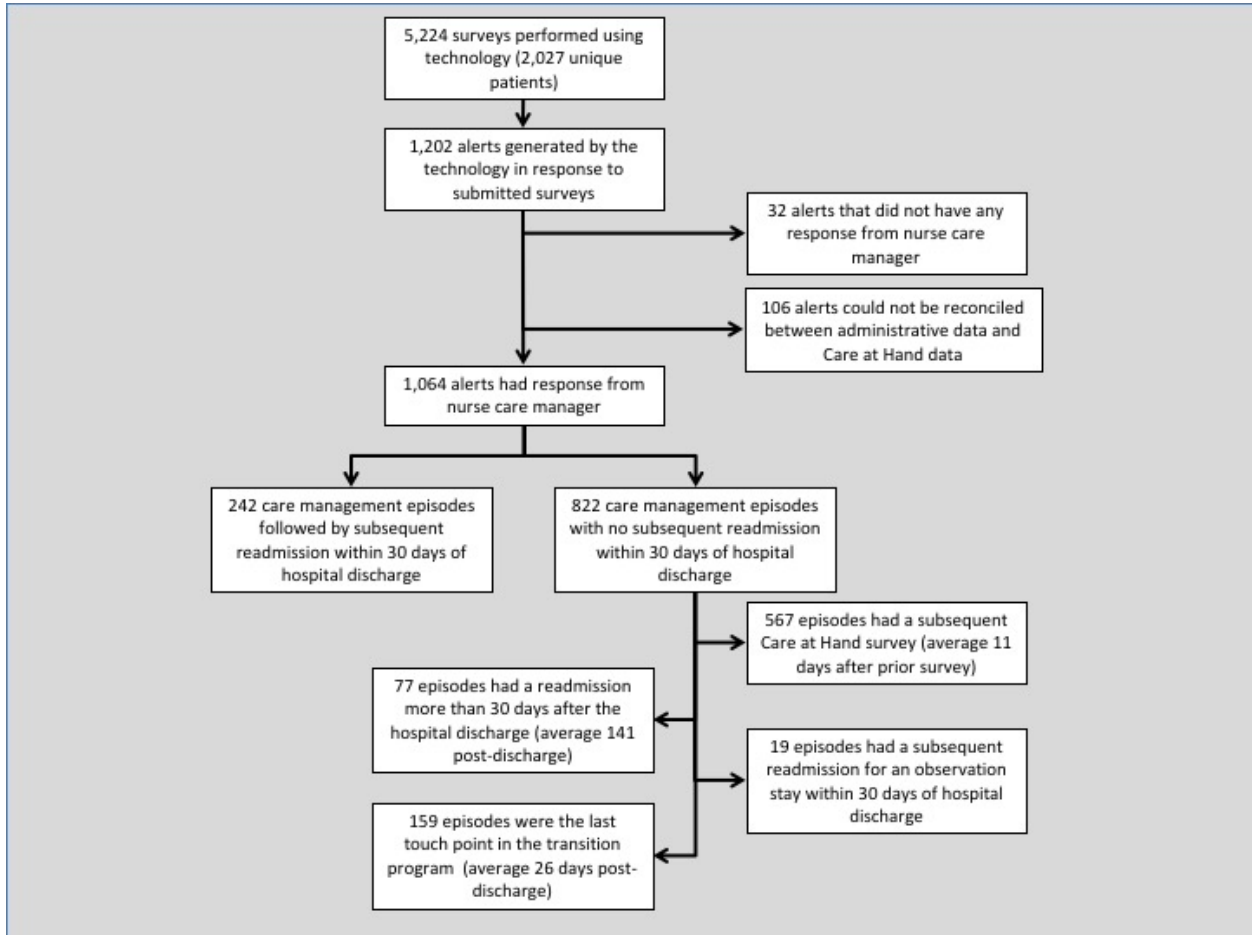 5,224 surveys performed using
technology (2,027 unique
patients)
1,202 alerts generated by the
technology in response to
submitted surveys
32 alerts that did not have any
response from nurse care
manager
106 alerts could not be reconciled
between administrative data and
Care at Hand data
1,064 alerts had response from
nurse care manager
242 care management episodes
followed by subsequent
readmission within 30 days of
hospital discharge
822 care management episodes
with no subsequent readmission
within 30 days of hospital
discharge
567 episodes had a subsequent
Care at Hand survey (average 11
days after prior survey)
77 episodes had a readmission
more than 30 days after the
hospital discharge (average 141
post-discharge)
19 episodes had a subsequent
readmission for an observation
stay within 30 days of hospital
discharge
159 episodes were the last
touch point in the transition
program (average 26 days post-
discharge)